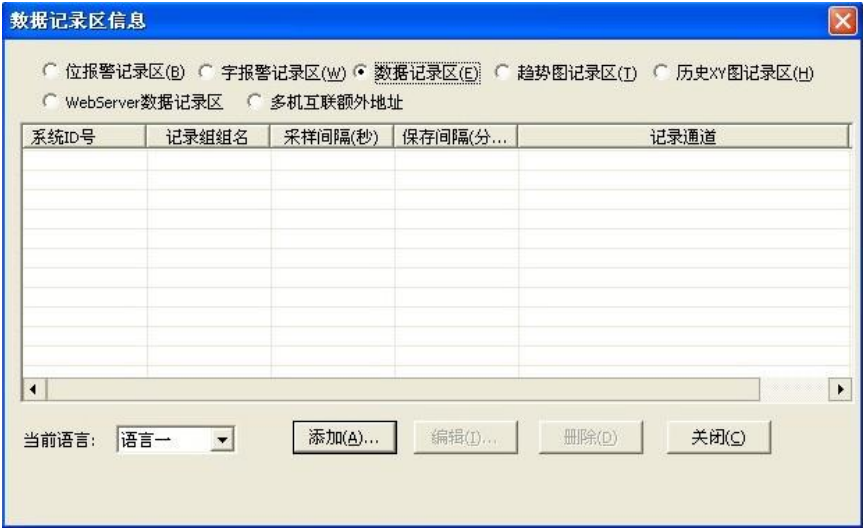 数据记录区信息
位报警记录区(B) 字报警记录区(W) 数据记录区(E) 趋势图记录区(T) 历史XY图记录区(H)
WebServer数据记录区 多机互联额外地址
系统ID号 记录组组名 采样间隔(秒) 保存间隔(分... 记录通道
当前语言: 语言一 添加(A)... 编辑(I)... 删除(D) 关闭(C)